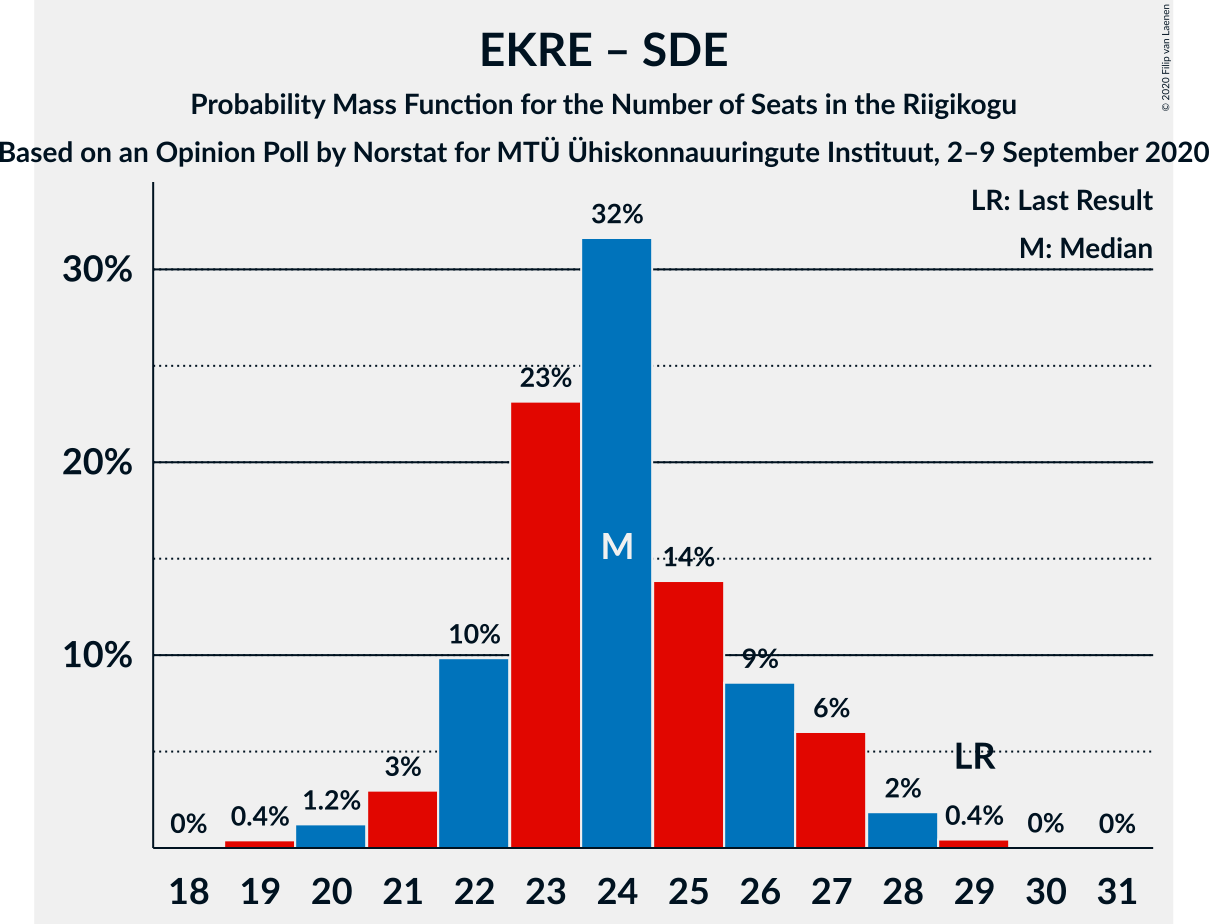 EKRE – SDE
Probability Mass Function for the Number of Seats in the Riigikogu
Based on an Opinion Poll by Norstat for MTÜ Ühiskonnauuringute Instituut, 2–9 September 2020
© 2020 Filip van Laenen
LR: Last Result
M: Median
32%
30%
23%
20%
M
14%
10%
10%
9%
6%
LR
3%
2%
1.2%
0% 0.4% 0.4% 0% 0%
18 19 20 21 22 23 24 25 26 27 28 29 30 31